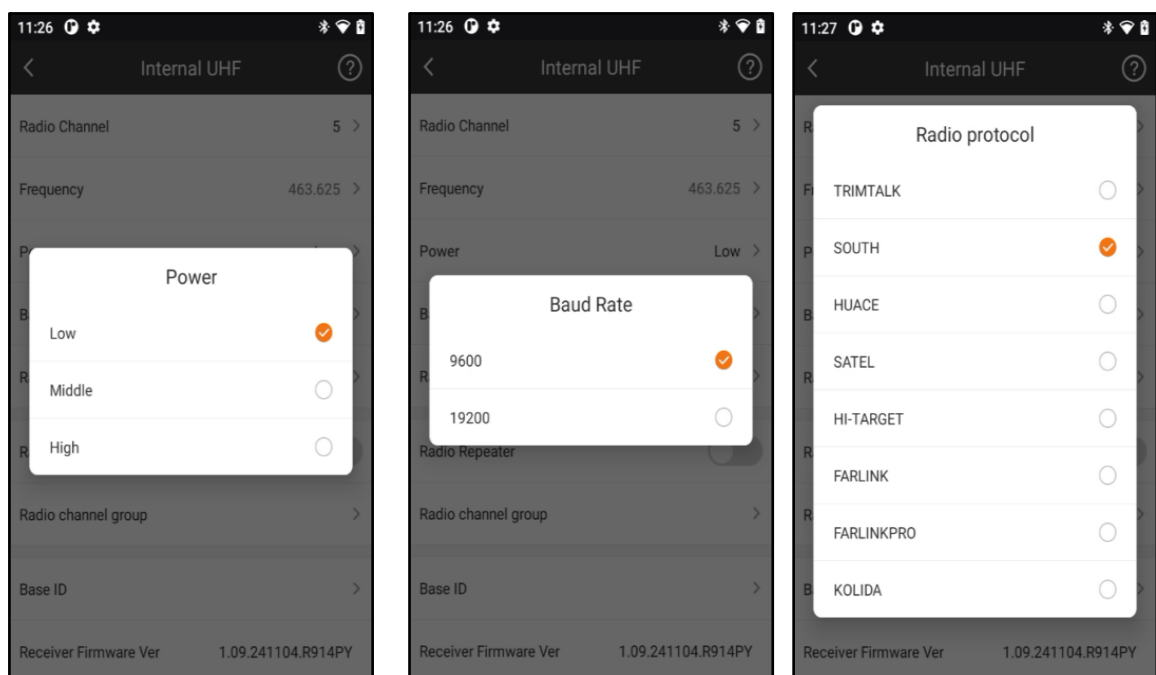 11:26
Internal UHF
Radio Channel 5
Frequency 463.625
Power
Low
Middle
High
Radio channel group
Base ID
Receiver Firmware Ver 1.09.241104.R914PY
11:26
Internal UHF
Radio Channel 5
Frequency 463.625
Power Low
Baud Rate
9600
19200
Radio Repeater
Radio channel group
Base ID
Receiver Firmware Ver 1.09.241104.R914PY
11:27
Internal UHF
Radio protocol
TRIMTALK
SOUTH
HUACE
SATEL
HI-TARGET
FARLINK
FARLINKPRO
KOLIDA
Receiver Firmware Ver 1.09.241104.R914PY